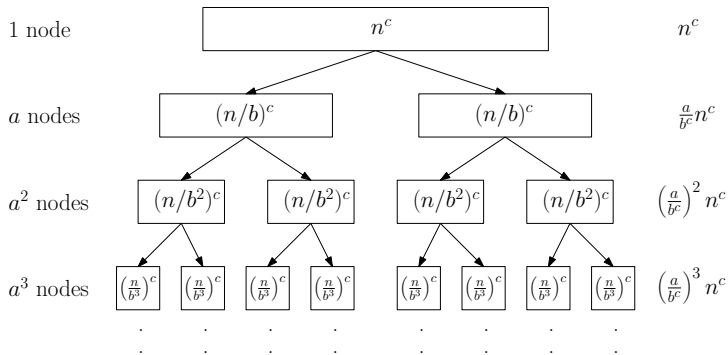 1 node n^c n^c
a nodes (n/b)^c (n/b)^c a/b^c n^c
a^2 nodes (n/b^2)^c (n/b^2)^c (n/b^2)^c (n/b^2)^c (a/b^c)^2 n^c
a^3 nodes (n/b^3)^c (n/b^3)^c (n/b^3)^c (n/b^3)^c (n/b^3)^c (n/b^3)^c (n/b^3)^c (n/b^3)^c (a/b^c)^3 n^c
. . . . . . . .
. . . . . . . .